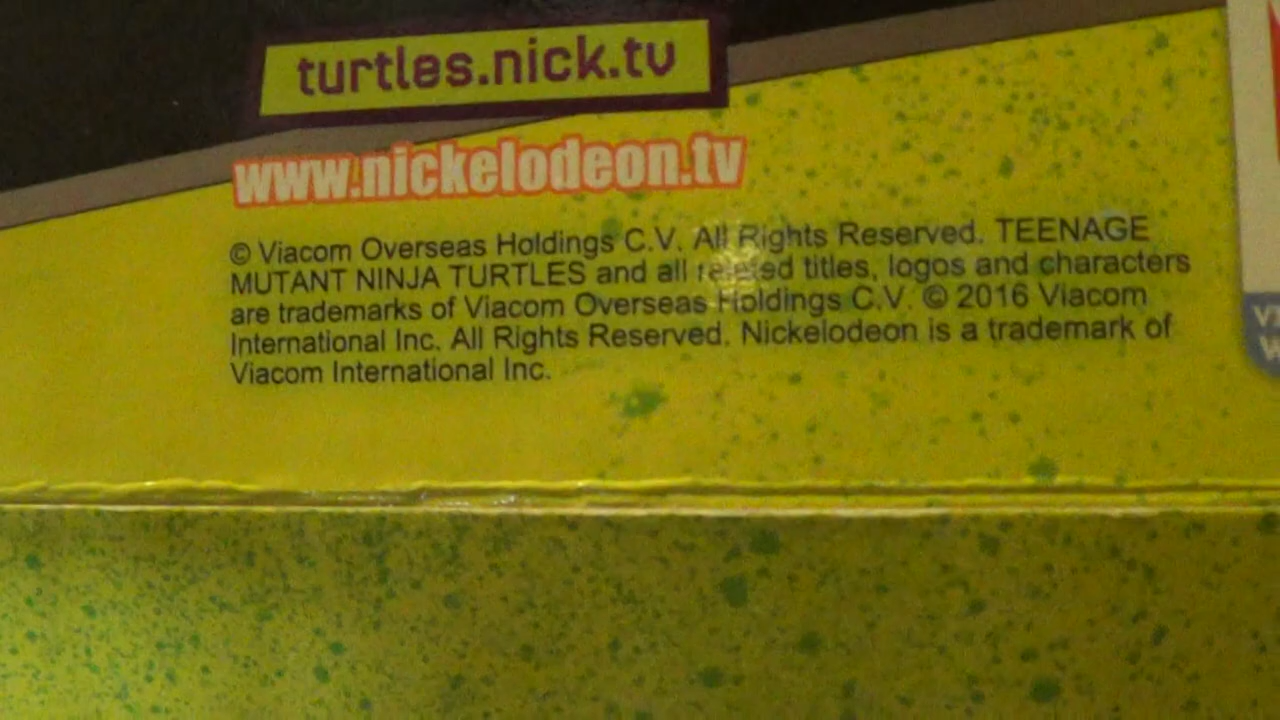 turtles.nick.tv
www.nickelodeon.tv
© Viacom Overseas Holdings C.V. All Rights Reserved. TEENAGE
MUTANT NINJA TURTLES and all related titles, logos and characters
are trademarks of Viacom Overseas Holdings C.V. © 2016 Viacom
International Inc. All Rights Reserved. Nickelodeon is a trademark of
Viacom International Inc.